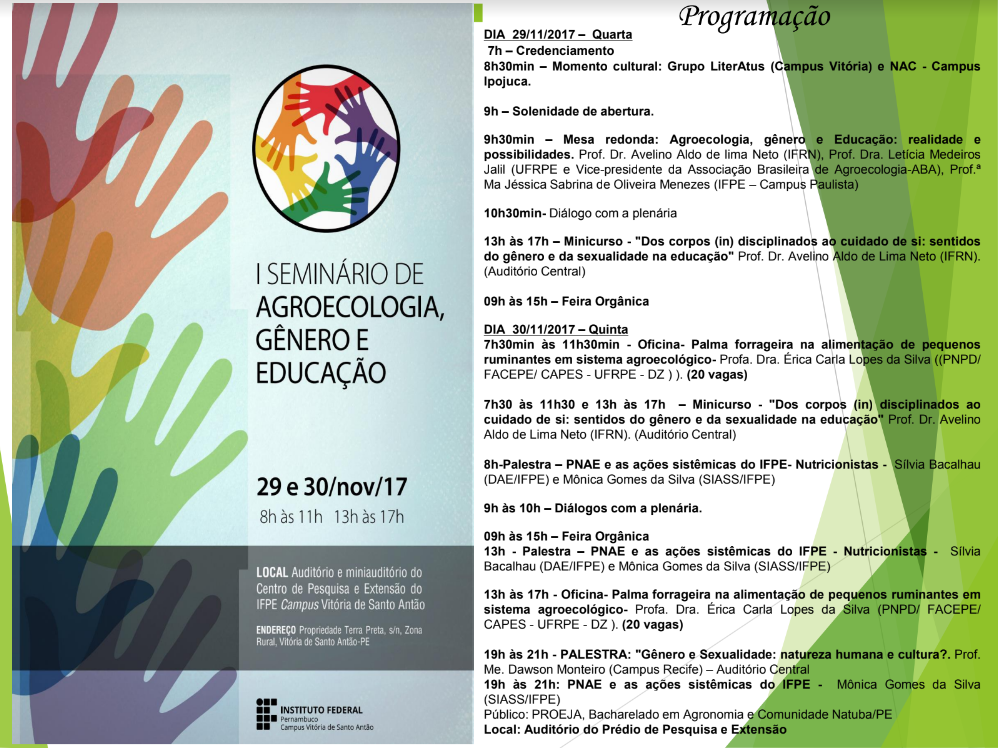 I SEMINÁRIO DE
AGROECOLOGIA,
GÊNERO E
EDUCAÇÃO
29 e 30/nov/17
8h às 11h 13h às 17h
LOCAL Auditório e miniauditório do
Centro de Pesquisa e Extensão do
IFPE Campus Vitória de Santo Antão
ENDEREÇO Propriedade Terra Preta, s/n, Zona
Rural, Vitória de Santo Antão-PE
INSTITUTO FEDERAL
Pernambuco
Campus Vitória de Santo Antão
Programação
DIA 29/11/2017 – Quarta
7h – Credenciamento
8h30min – Momento cultural: Grupo LiterAtus (Campus Vitória) e NAC - Campus
Ipojuca.
9h – Solenidade de abertura.
9h30min – Mesa redonda: Agroecologia, gênero e Educação: realidade e
possibilidades. Prof. Dr. Avelino Aldo de lima Neto (IFRN), Prof. Dra. Letícia Medeiros
Jalil (UFRPE e Vice-presidente da Associação Brasileira de Agroecologia-ABA), Prof.ª
Ma Jéssica Sabrina de Oliveira Menezes (IFPE – Campus Paulista)
10h30min- Diálogo com a plenária
13h às 17h – Minicurso - "Dos corpos (in) disciplinados ao cuidado de si: sentidos
do gênero e da sexualidade na educação" Prof. Dr. Avelino Aldo de Lima Neto (IFRN).
(Auditório Central)
09h às 15h – Feira Orgânica
DIA 30/11/2017 – Quinta
7h30min às 11h30min - Oficina- Palma forrageira na alimentação de pequenos
ruminantes em sistema agroecológico- Profa. Dra. Érica Carla Lopes da Silva ((PNPD/
FACEPE/ CAPES - UFRPE - DZ ) ). (20 vagas)
7h30 às 11h30 e 13h às 17h – Minicurso - "Dos corpos (in) disciplinados ao
cuidado de si: sentidos do gênero e da sexualidade na educação" Prof. Dr. Avelino
Aldo de Lima Neto (IFRN). (Auditório Central)
8h-Palestra – PNAE e as ações sistêmicas do IFPE- Nutricionistas - Sílvia Bacalhau
(DAE/IFPE) e Mônica Gomes da Silva (SIASS/IFPE)
9h às 10h – Diálogos com a plenária.
09h às 15h – Feira Orgânica
13h - Palestra – PNAE e as ações sistêmicas do IFPE - Nutricionistas - Sílvia
Bacalhau (DAE/IFPE) e Mônica Gomes da Silva (SIASS/IFPE)
13h às 17h - Oficina- Palma forrageira na alimentação de pequenos ruminantes em
sistema agroecológico- Profa. Dra. Érica Carla Lopes da Silva (PNPD/ FACEPE/
CAPES - UFRPE - DZ ). (20 vagas)
19h às 21h - PALESTRA: "Gênero e Sexualidade: natureza humana e cultura?. Prof.
Me. Dawson Monteiro (Campus Recife) – Auditório Central
19h às 21h: PNAE e as ações sistêmicas do IFPE - Mônica Gomes da Silva
(SIASS/IFPE)
Público: PROEJA, Bacharelado em Agronomia e Comunidade Natuba/PE
Local: Auditório do Prédio de Pesquisa e Extensão